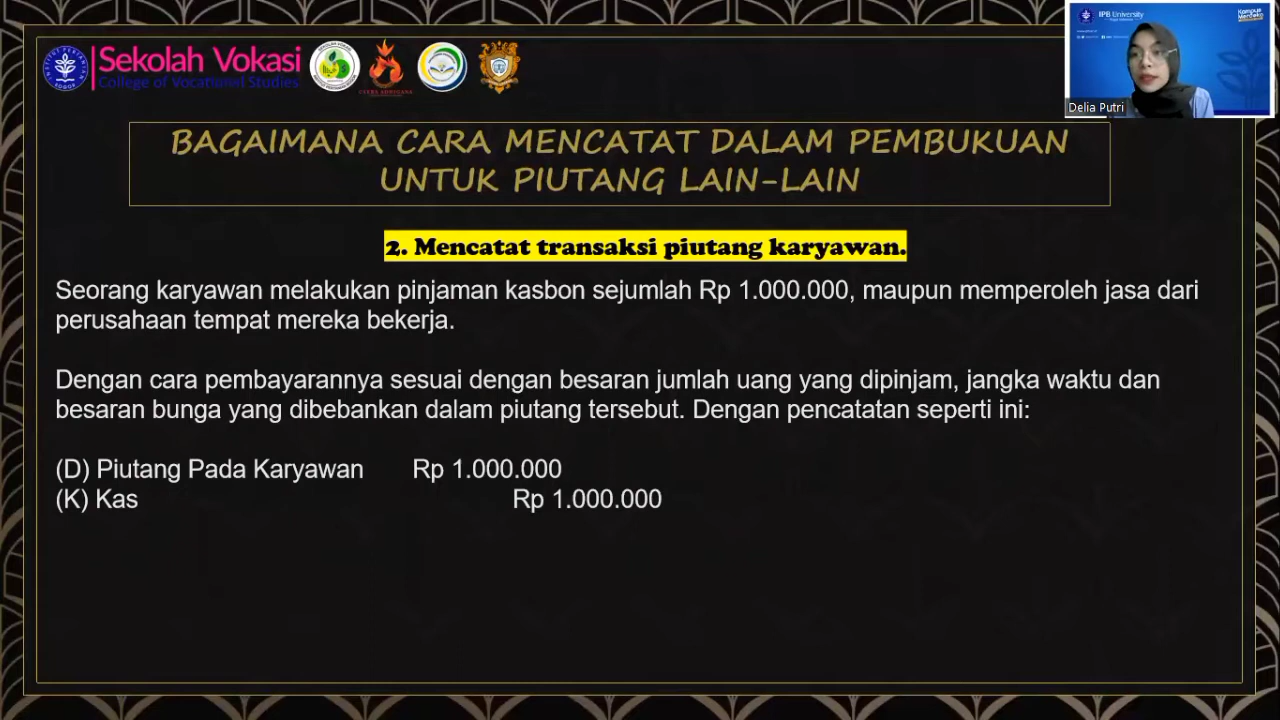 Sekolah Vokasi
College of Vocational Studies
IPB University
Kampus
Merdeka
Delia Putri
BAGAIMANA CARA MENCATAT DALAM PEMBUKUAN
UNTUK PIUTANG LAIN-LAIN
2. Mencatat transaksi piutang karyawan.
Seorang karyawan melakukan pinjaman kasbon sejumlah Rp 1.000.000, maupun memperoleh jasa dari
perusahaan tempat mereka bekerja.
Dengan cara pembayarannya sesuai dengan besaran jumlah uang yang dipinjam, jangka waktu dan
besaran bunga yang dibebankan dalam piutang tersebut. Dengan pencatatan seperti ini:
(D) Piutang Pada Karyawan Rp 1.000.000
(K) Kas Rp 1.000.000